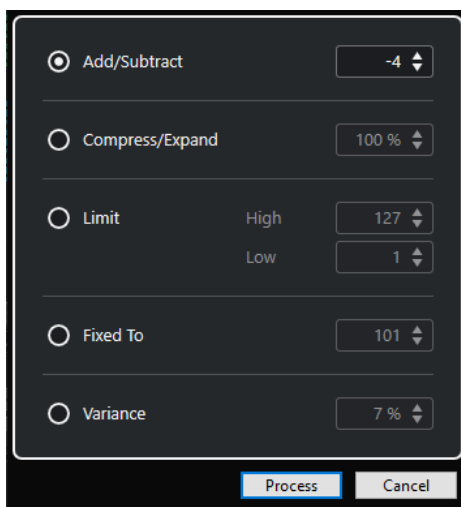 Add/Subtract -4
Compress/Expand 100 %
Limit High 127
Low 1
Fixed To 101
Variance 7 %
Process Cancel